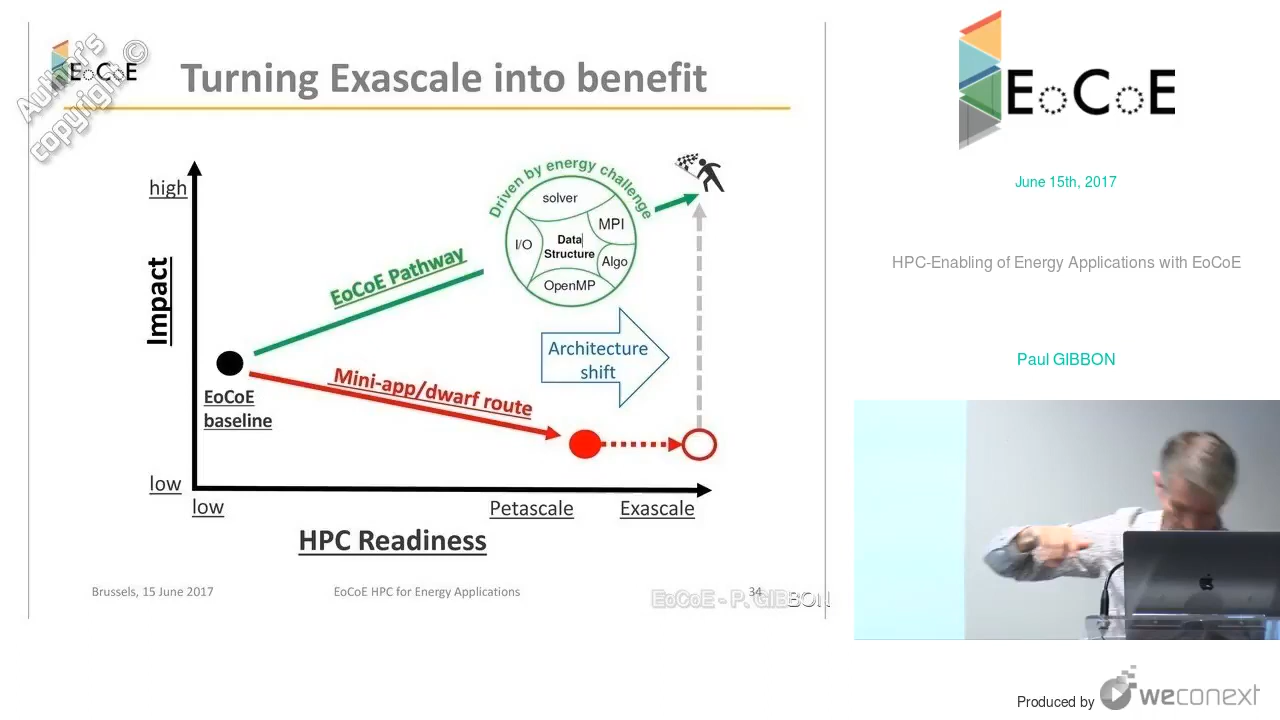 Author's
copyright ©
EoCoE
Turning Exascale into benefit
high
Impact
low
low
Driven by energy challenge
solver
MPI
I/O
Data
Structure
Algo
OpenMP
EoCoE Pathway
Architecture
shift
Mini-app/dwarf route
EoCoE
baseline
Petascale
Exascale
HPC Readiness
Brussels, 15 June 2017
EoCoE HPC for Energy Applications
34
EoCoE - P. GIBBON
EoCoE
June 15th, 2017
HPC-Enabling of Energy Applications with EoCoE
Paul GIBBON
Produced by
weconext